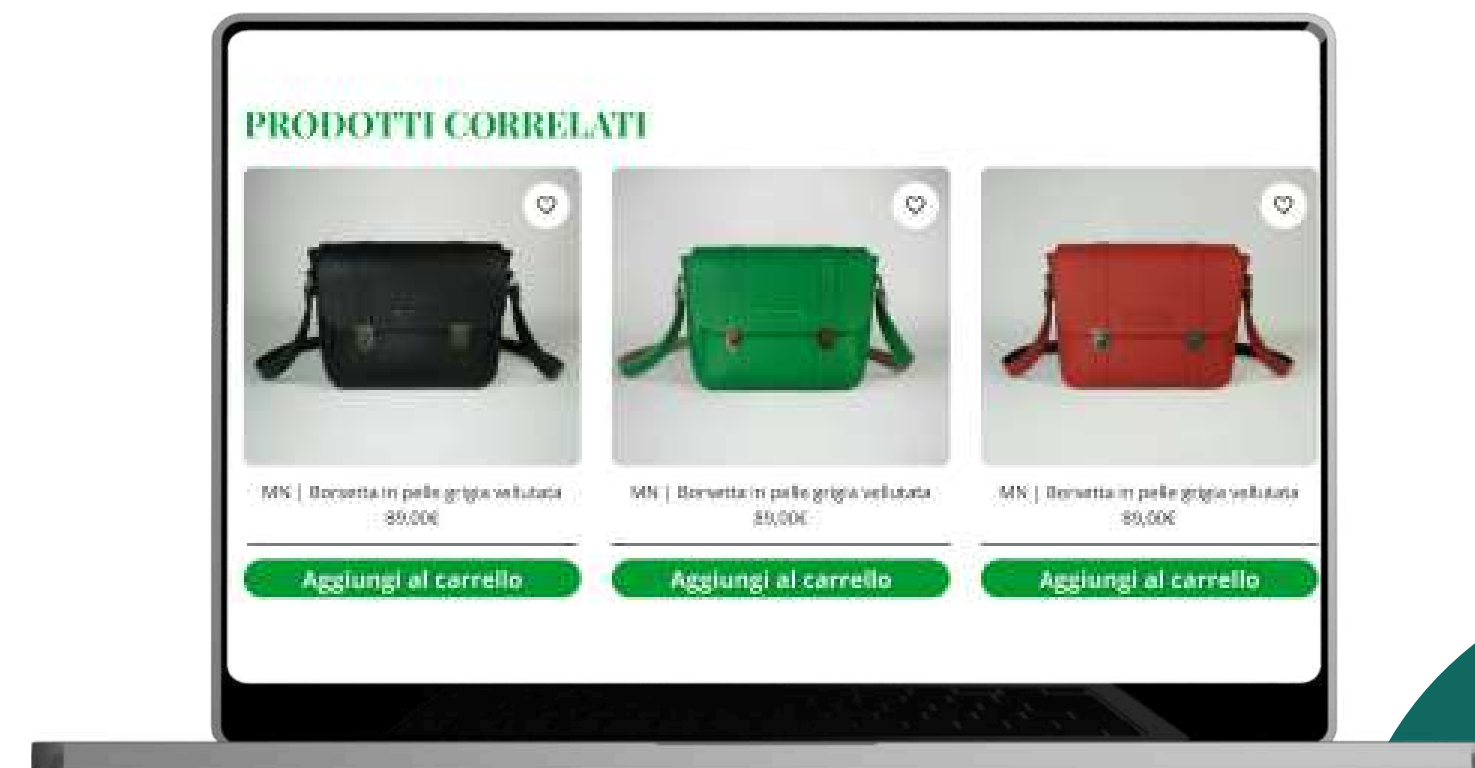 PRODOTTI CORRELATI
MN | Borsetta in pelle grigia vellutata
89,00€
MN | Borsetta in pelle grigia vellutata
89,00€
MN | Borsetta in pelle grigia vellutata
89,00€
Aggiungi al carrello
Aggiungi al carrello
Aggiungi al carrello